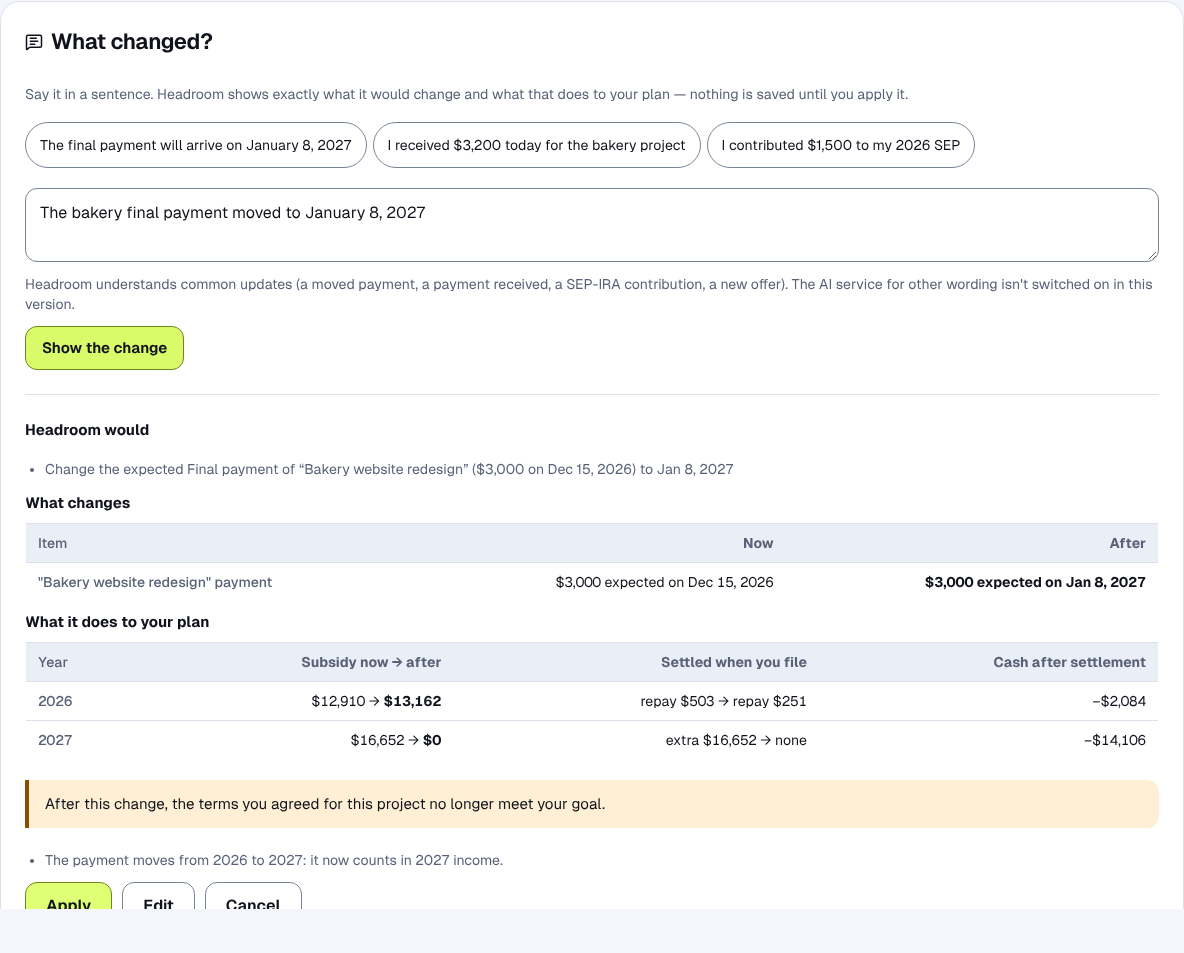 What changed?
Say it in a sentence. Headroom shows exactly what it would change and what that does to your plan — nothing is saved until you apply it.
The final payment will arrive on January 8, 2027
I received $3,200 today for the bakery project
I contributed $1,500 to my 2026 SEP
The bakery final payment moved to January 8, 2027
Headroom understands common updates (a moved payment, a payment received, a SEP-IRA contribution, a new offer). The AI service for other wording isn't switched on in this
version.
Show the change
Headroom would
• Change the expected Final payment of “Bakery website redesign” ($3,000 on Dec 15, 2026) to Jan 8, 2027
What changes
Item Now After
"Bakery website redesign" payment $3,000 expected on Dec 15, 2026 $3,000 expected on Jan 8, 2027
What it does to your plan
Year Subsidy now → after Settled when you file Cash after settlement
2026 $12,910 → $13,162 repay $503 → repay $251 −$2,084
2027 $16,652 → $0 extra $16,652 → none −$14,106
After this change, the terms you agreed for this project no longer meet your goal.
• The payment moves from 2026 to 2027: it now counts in 2027 income.
Apply Edit Cancel